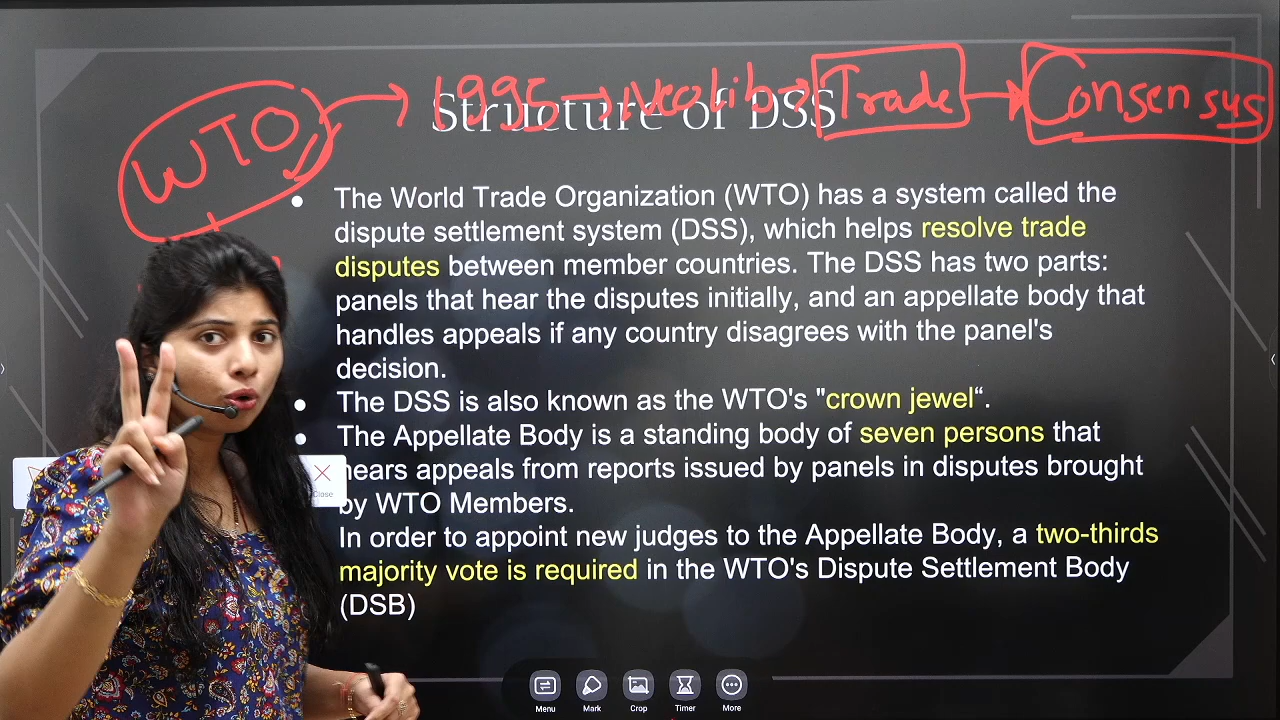 WTO → 1995 → Neolib → Trade → Consensus
Structure of DSS
• The World Trade Organization (WTO) has a system called the
dispute settlement system (DSS), which helps resolve trade
disputes between member countries. The DSS has two parts:
panels that hear the disputes initially, and an appellate body that
handles appeals if any country disagrees with the panel's
decision.
• The DSS is also known as the WTO's "crown jewel“.
• The Appellate Body is a standing body of seven persons that
hears appeals from reports issued by panels in disputes brought
Close
by WTO Members.
In order to appoint new judges to the Appellate Body, a two-thirds
majority vote is required in the WTO's Dispute Settlement Body
(DSB)
Menu Mark Crop Timer More